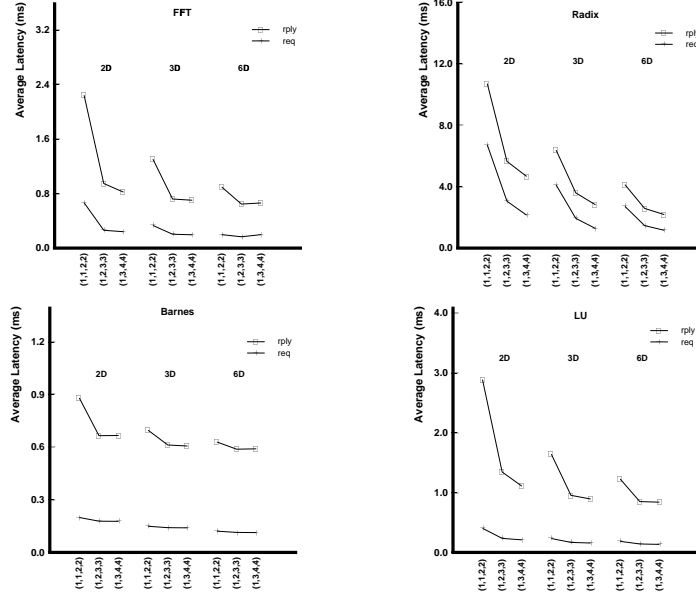 FFT
Average Latency (ms)
3.2
2.4
1.6
0.8
0.0
rply
req
2D
3D
6D
(1,1,2,2)
(1,2,3,3)
(1,3,4,4)
(1,1,2,2)
(1,2,3,3)
(1,3,4,4)
(1,1,2,2)
(1,2,3,3)
(1,3,4,4)
Radix
Average Latency (ms)
16.0
12.0
8.0
4.0
0.0
rply
req
2D
3D
6D
(1,1,2,2)
(1,2,3,3)
(1,3,4,4)
(1,1,2,2)
(1,2,3,3)
(1,3,4,4)
(1,1,2,2)
(1,2,3,3)
(1,3,4,4)
Barnes
Average Latency (ms)
1.2
0.9
0.6
0.3
0.0
rply
req
2D
3D
6D
(1,1,2,2)
(1,2,3,3)
(1,3,4,4)
(1,1,2,2)
(1,2,3,3)
(1,3,4,4)
(1,1,2,2)
(1,2,3,3)
(1,3,4,4)
LU
Average Latency (ms)
4.0
3.0
2.0
1.0
0.0
rply
req
2D
3D
6D
(1,1,2,2)
(1,2,3,3)
(1,3,4,4)
(1,1,2,2)
(1,2,3,3)
(1,3,4,4)
(1,1,2,2)
(1,2,3,3)
(1,3,4,4)